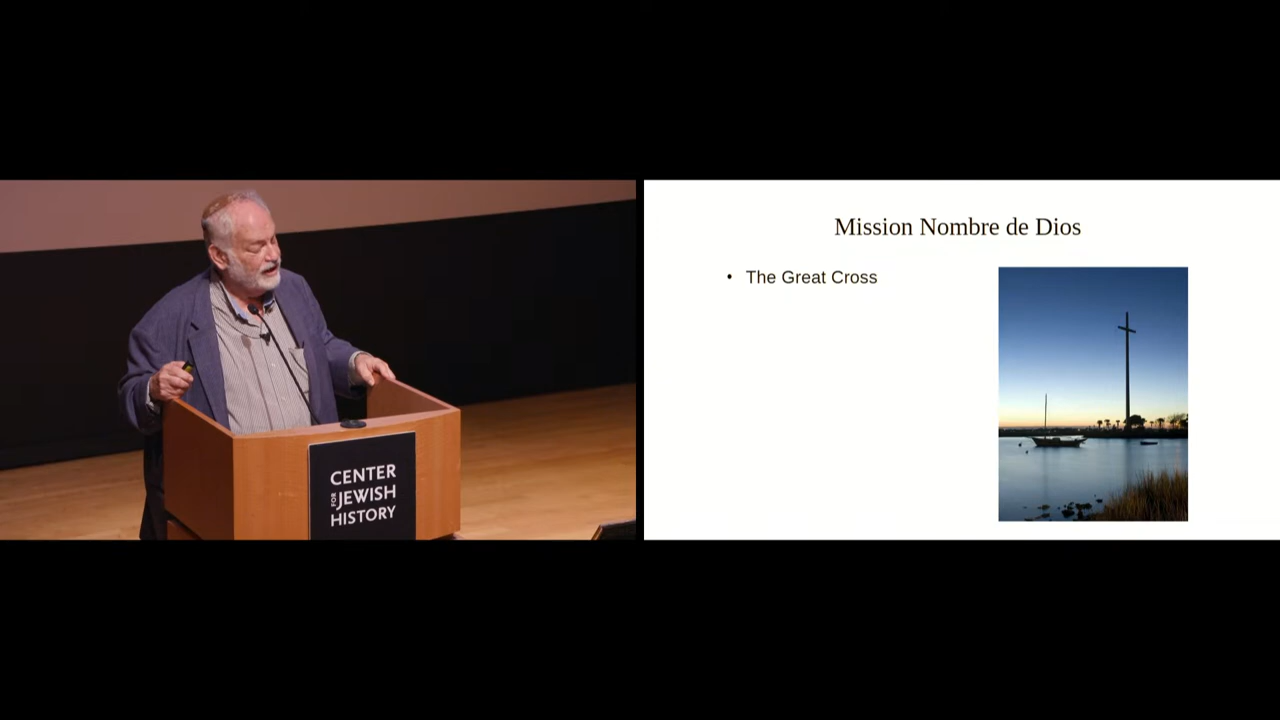 CENTER
FOR JEWISH
HISTORY
Mission Nombre de Dios
• The Great Cross